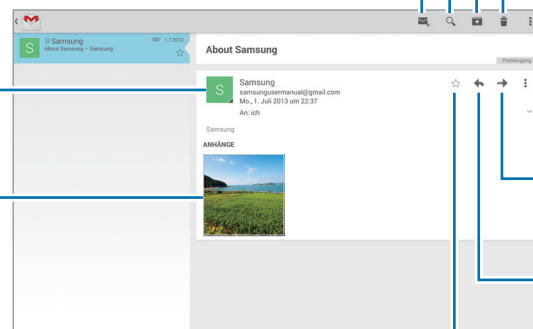 S
» Samsung
1.7.2013
About Samsung – Samsung
About Samsung
Posteingang
S
Samsung
samsungusermanual@gmail.com
Mo., 1. Juli 2013 um 22:37
An: ich
Samsung
ANHÄNGE